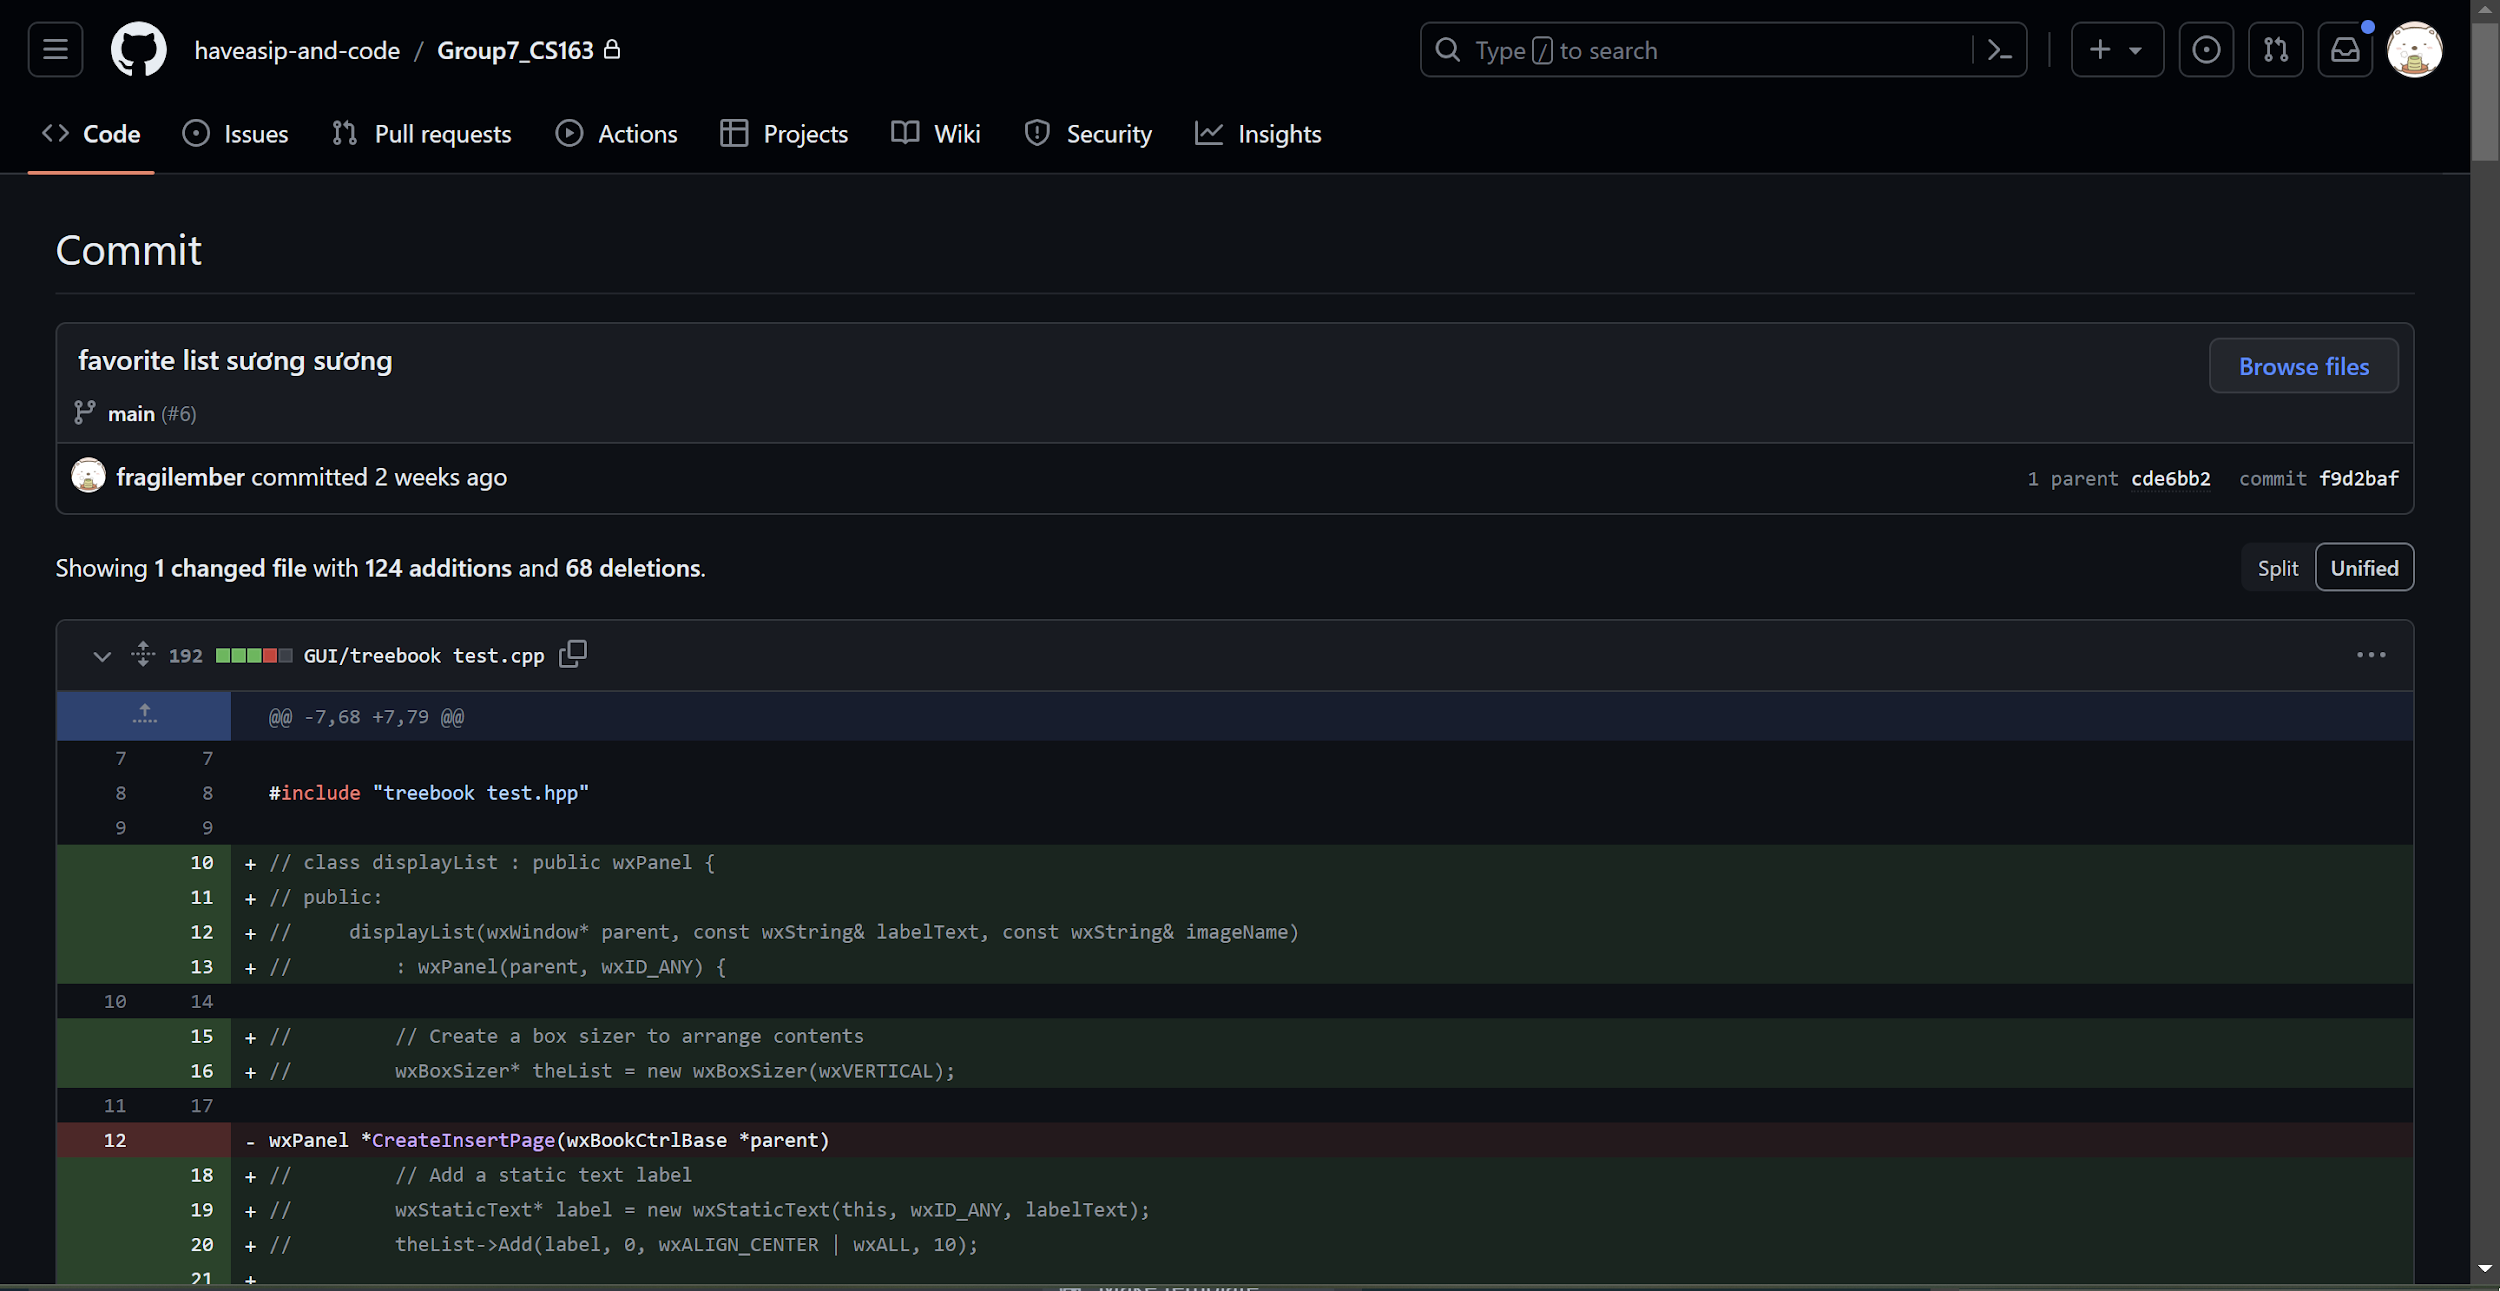 haveasip-and-code / Group7_CS163
Type / to search
Code Issues Pull requests Actions Projects Wiki Security Insights
Commit
favorite list sương sương
Browse files
main (#6)
fragilember committed 2 weeks ago
1 parent cde6bb2 commit f9d2baf
Showing 1 changed file with 124 additions and 68 deletions.
Split Unified
192 GUI/treebook test.cpp
@@ -7,68 +7,79 @@
7 7
8 8 #include "treebook test.hpp"
9 9
10 + // class displayList : public wxPanel {
11 + // public:
12 + //     displayList(wxWindow* parent, const wxString& labelText, const wxString& imageName)
13 + //         : wxPanel(parent, wxID_ANY) {
10 14
15 + //         // Create a box sizer to arrange contents
16 + //         wxBoxSizer* theList = new wxBoxSizer(wxVERTICAL);
11 17
12 - wxPanel *CreateInsertPage(wxBookCtrlBase *parent)
18 + //         // Add a static text label
19 + //         wxStaticText* label = new wxStaticText(this, wxID_ANY, labelText);
20 + //         theList->Add(label, 0, wxALIGN_CENTER | wxALL, 10);
21 +